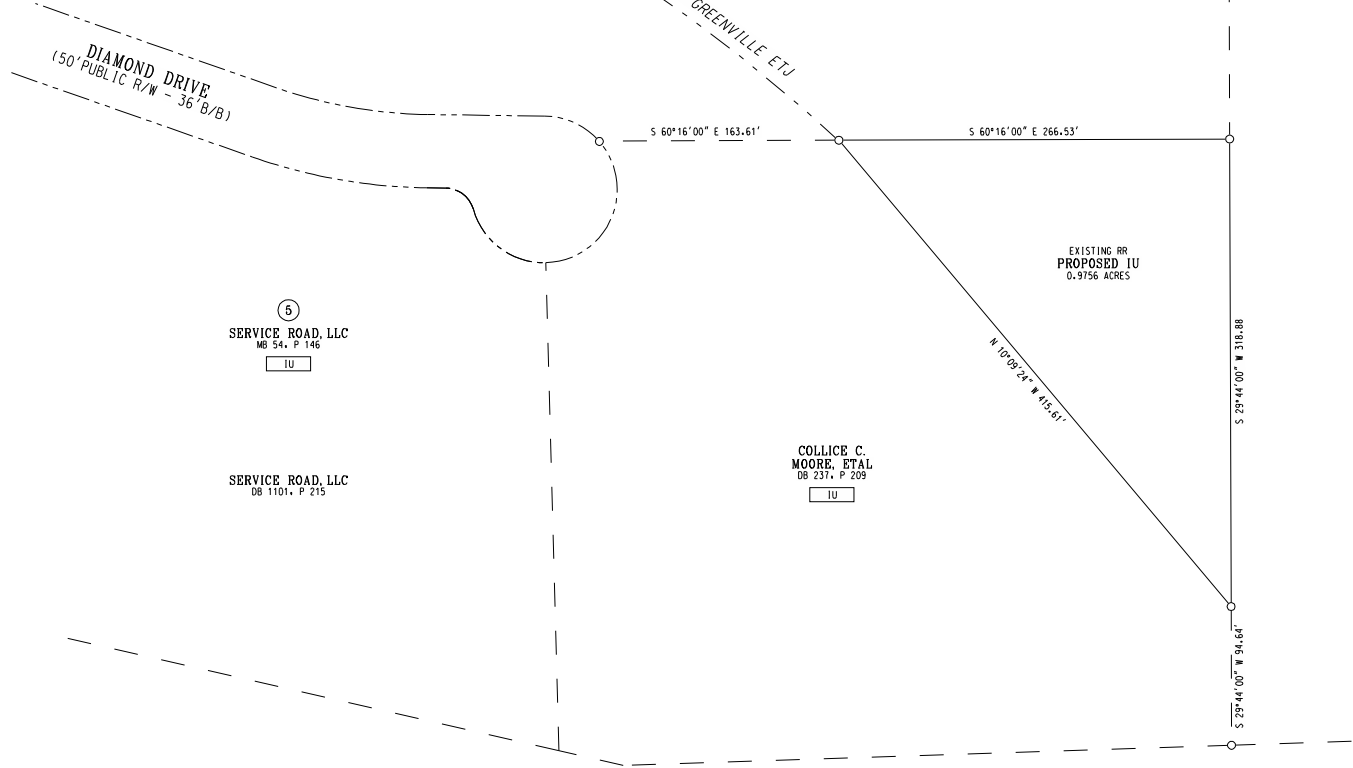 GREENVILLE ETJ
DIAMOND DRIVE
(50'PUBLIC R/W - 36'B/B)
S 60°16'00" E 163.61'
S 60°16'00" E 266.53'
EXISTING RR
PROPOSED IU
0.9756 ACRES
5
SERVICE ROAD, LLC
MB 54, P 146
IU
N 10°09'24" W 415.61'
S 29°44'00" W 318.88
COLLICE C.
MOORE, ETAL
DB 237, P 209
IU
SERVICE ROAD, LLC
DB 1101, P 215
S 29°44'00" W 94.64'